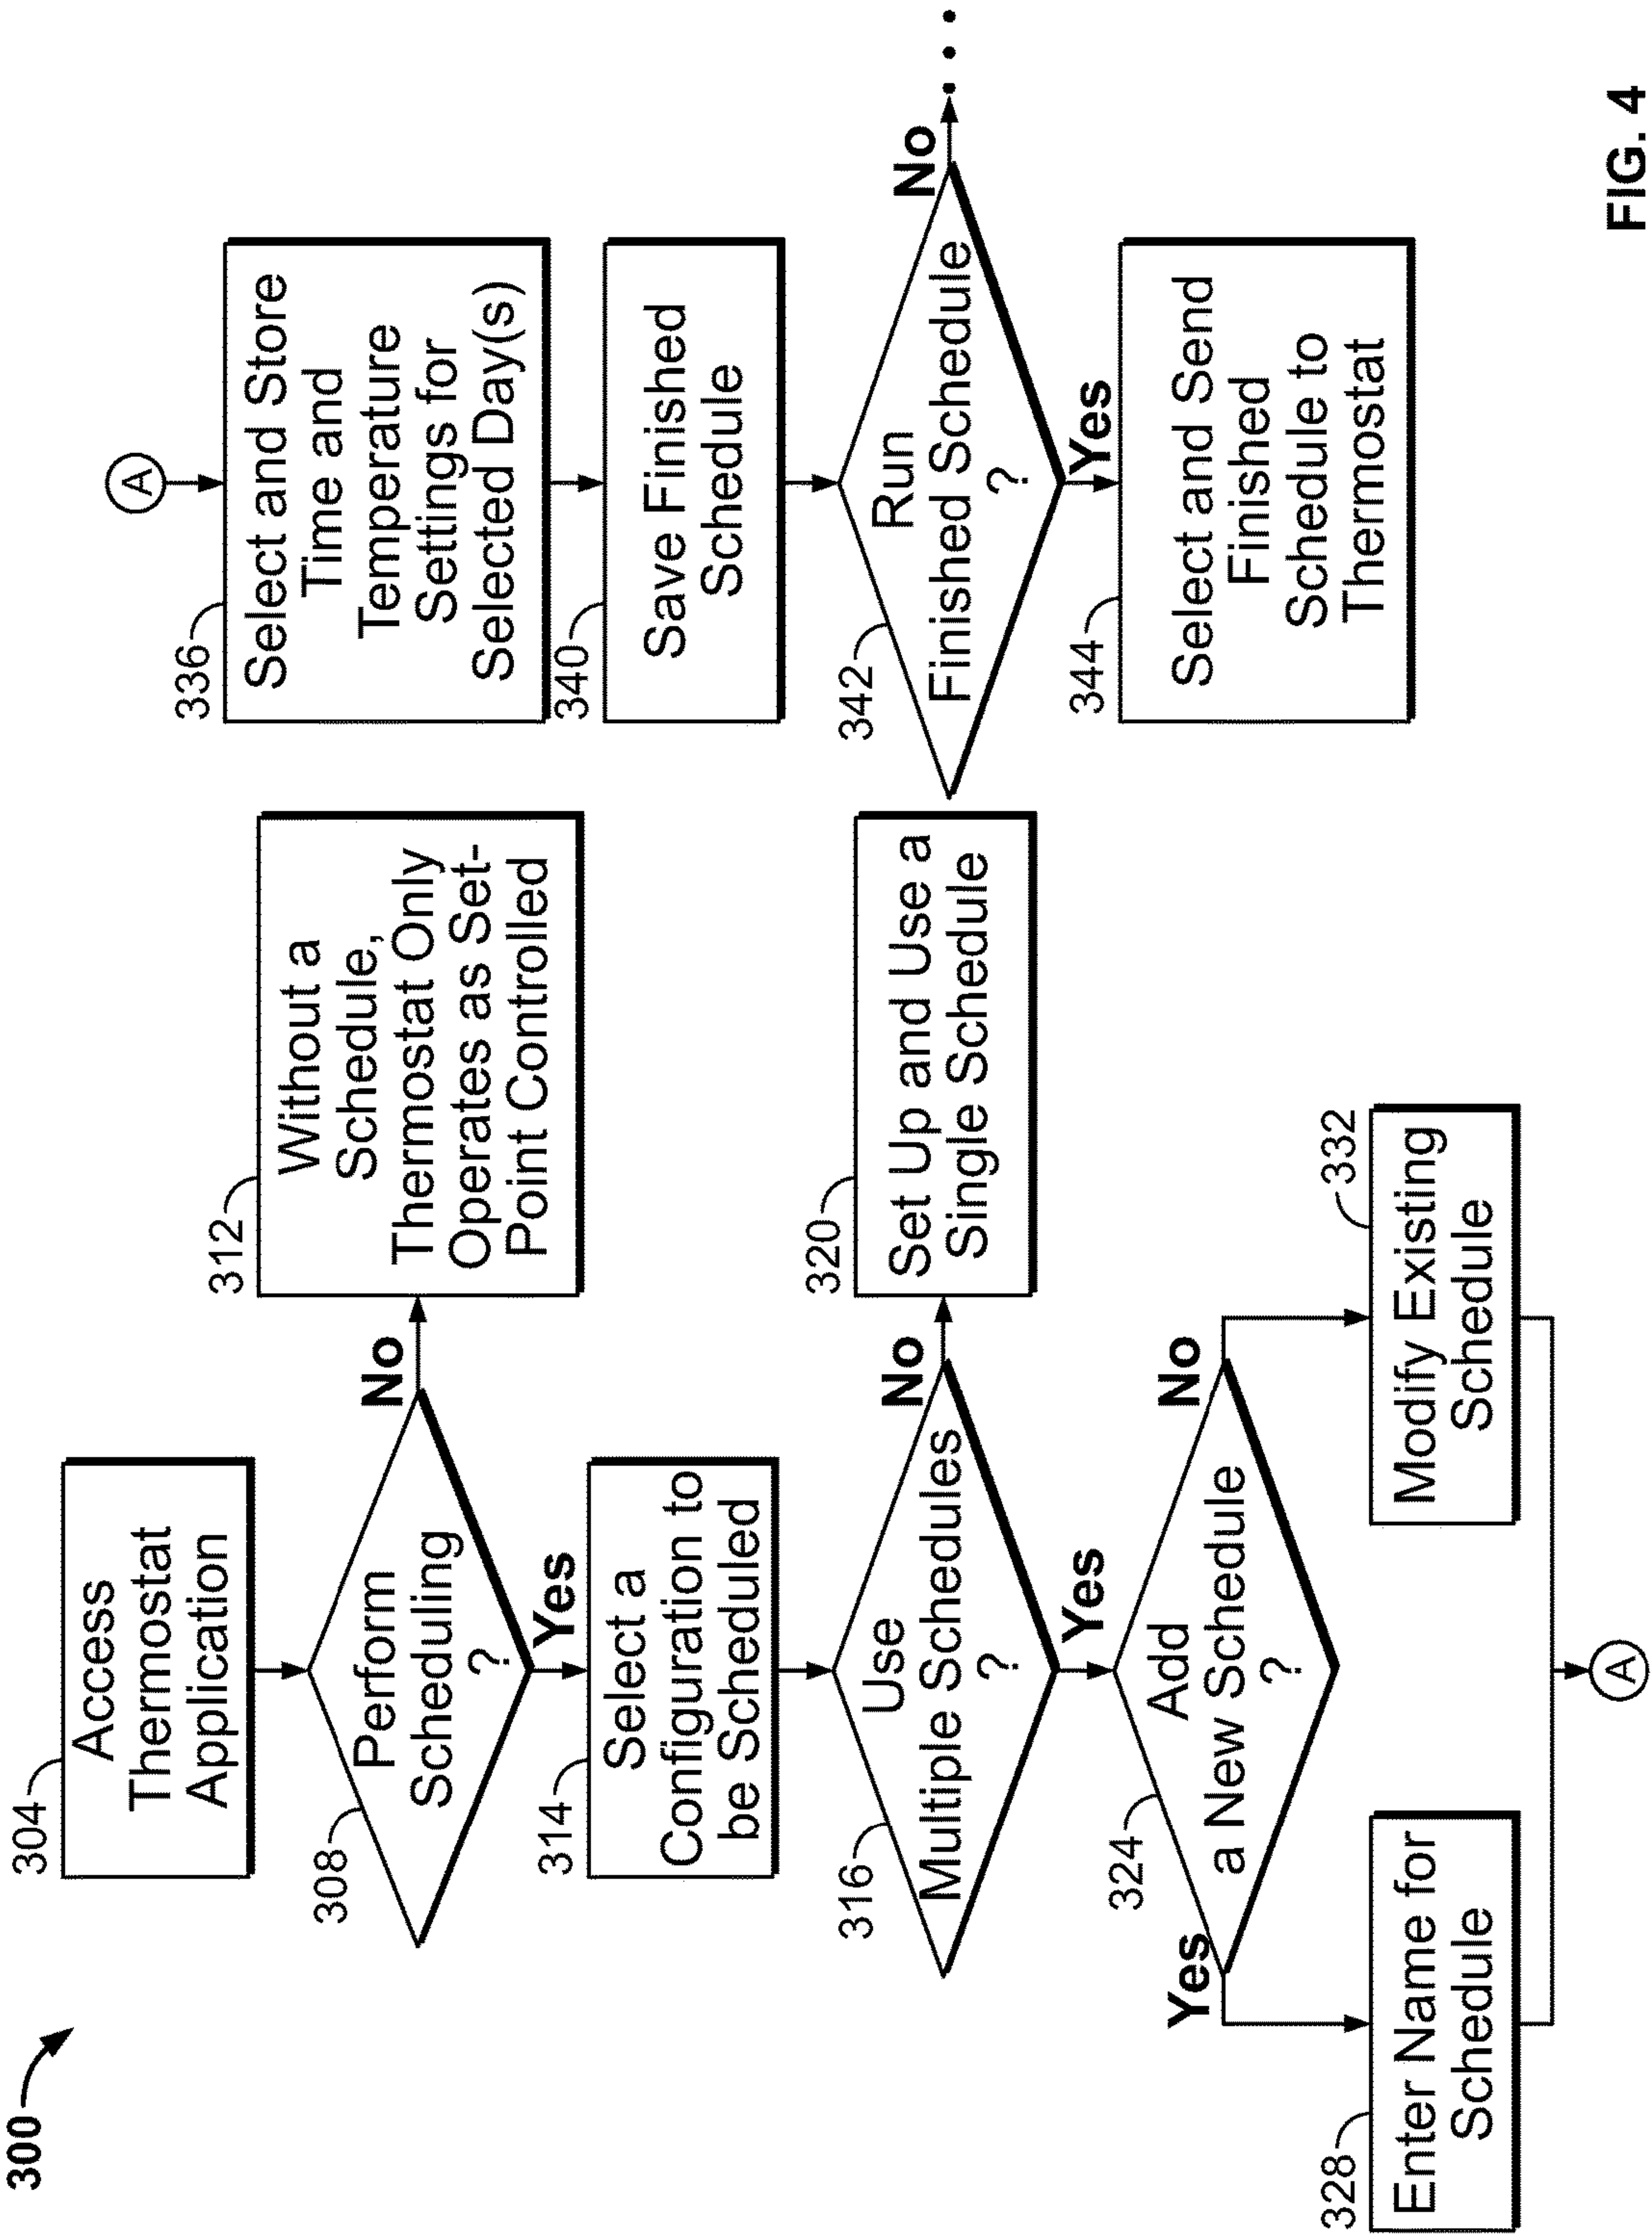 300
304
Access
Thermostat
Application
308
Perform
Scheduling
?
No
Yes
312
Without a
Schedule,
Thermostat Only
Operates as Set-
Point Controlled
314
Select a
Configuration to
be Scheduled
316
Use
Multiple Schedules
?
No
Yes
320
Set Up and Use a
Single Schedule
324
Add
a New Schedule
?
Yes
No
328
Enter Name for
Schedule
332
Modify Existing
Schedule
A
A
336
Select and Store
Time and
Temperature
Settings for
Selected Day(s)
340
Save Finished
Schedule
342
Run
Finished Schedule
?
No
• • •
Yes
344
Select and Send
Finished
Schedule to
Thermostat
FIG. 4